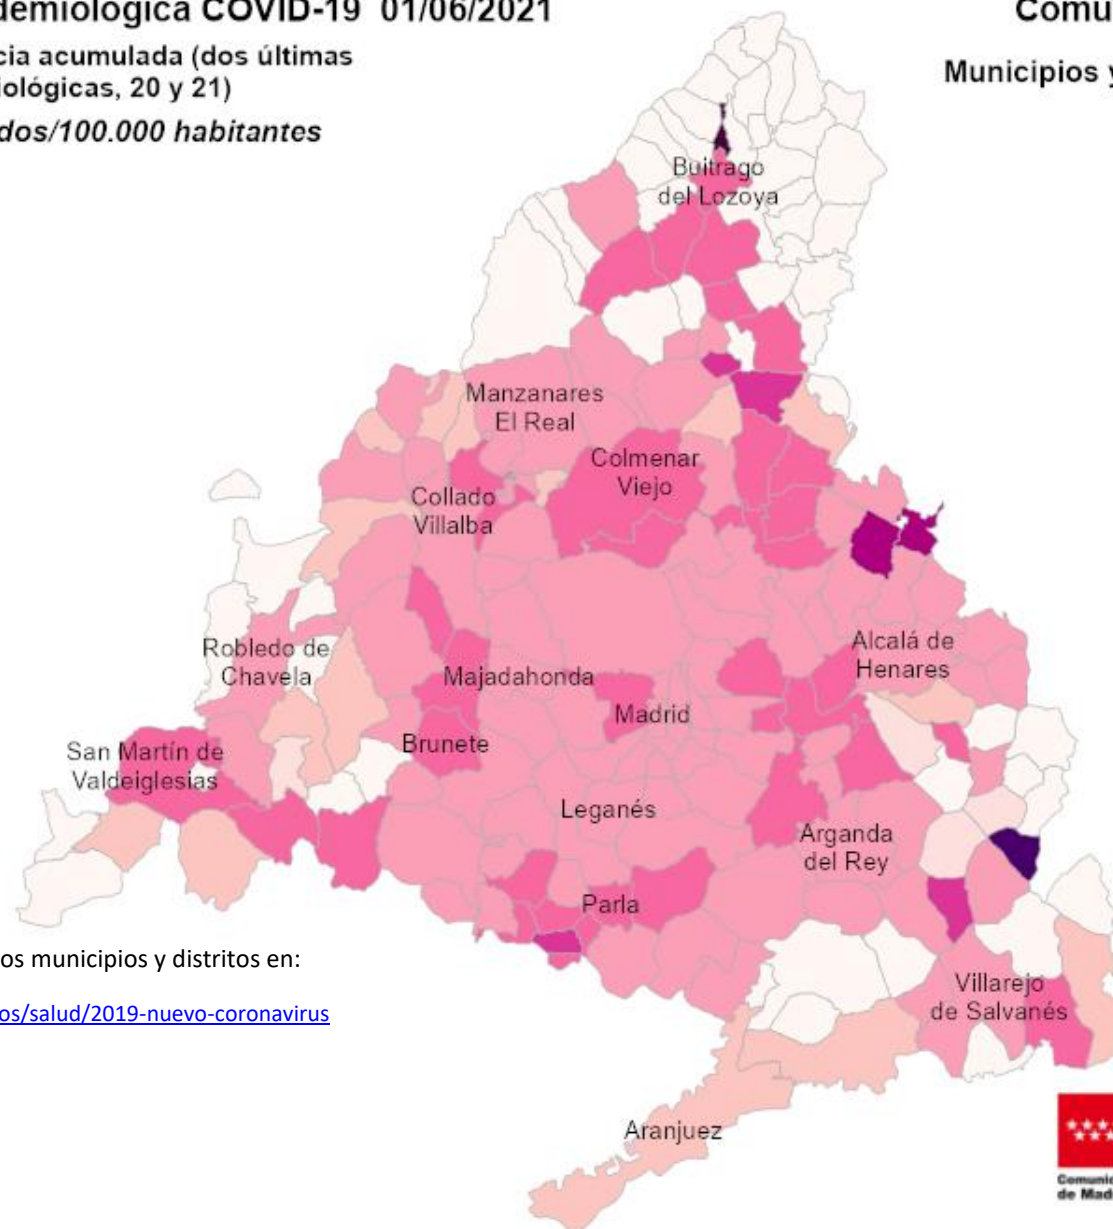 demiológica COVID-19 01/06/2021
cia acumulada (dos últimas
iológicas, 20 y 21)
dos/100.000 habitantes
Comu
Municipios y
Buitrago
del Lozoya
Manzanares
El Real
Colmenar
Viejo
Collado
Villalba
Robledo de
Chavela
Majadahonda
Alcalá de
Henares
Madrid
Brunete
San Martín de
Valdeiglesias
Leganés
Arganda
del Rey
Parla
os municipios y distritos en:
os/salud/2019-nuevo-coronavirus
Villarejo
de Salvanés
Aranjuez
Comunid
de Mad